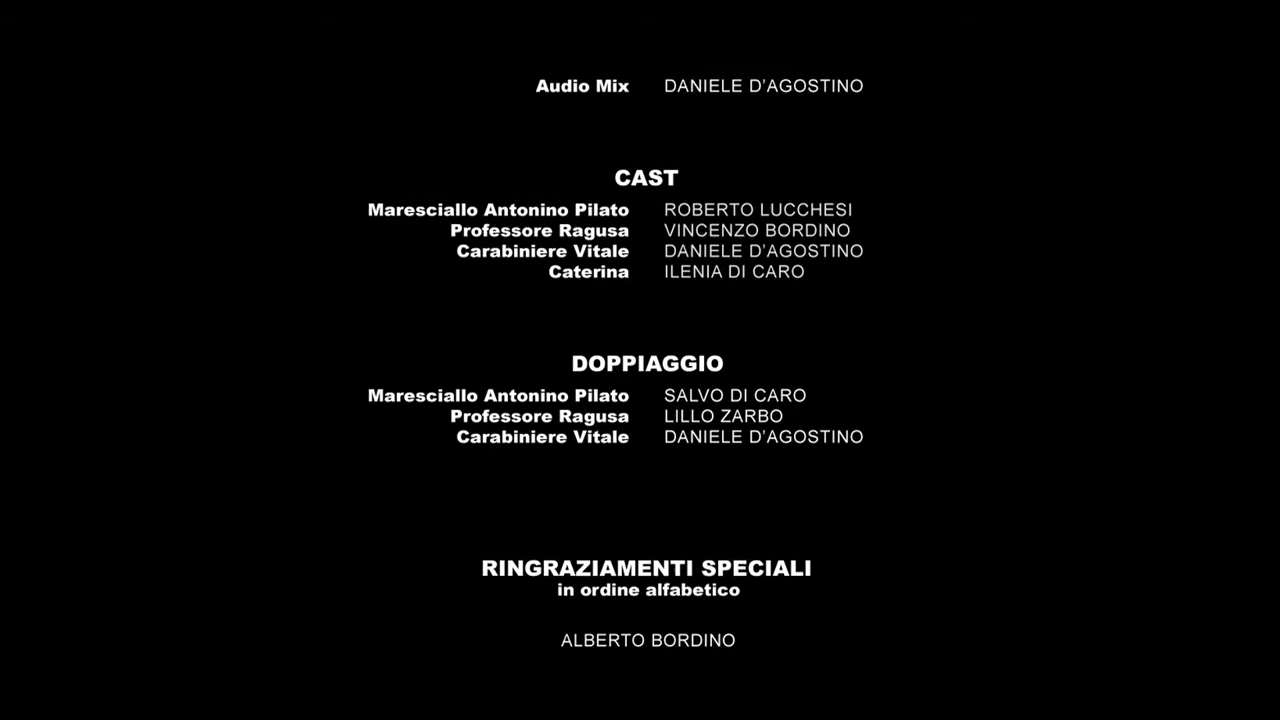 Audio Mix DANIELE D'AGOSTINO
CAST
Maresciallo Antonino Pilato ROBERTO LUCCHESI
Professore Ragusa VINCENZO BORDINO
Carabiniere Vitale DANIELE D'AGOSTINO
Caterina ILENIA DI CARO
DOPPIAGGIO
Maresciallo Antonino Pilato SALVO DI CARO
Professore Ragusa LILLO ZARBO
Carabiniere Vitale DANIELE D'AGOSTINO
RINGRAZIAMENTI SPECIALI
in ordine alfabetico
ALBERTO BORDINO